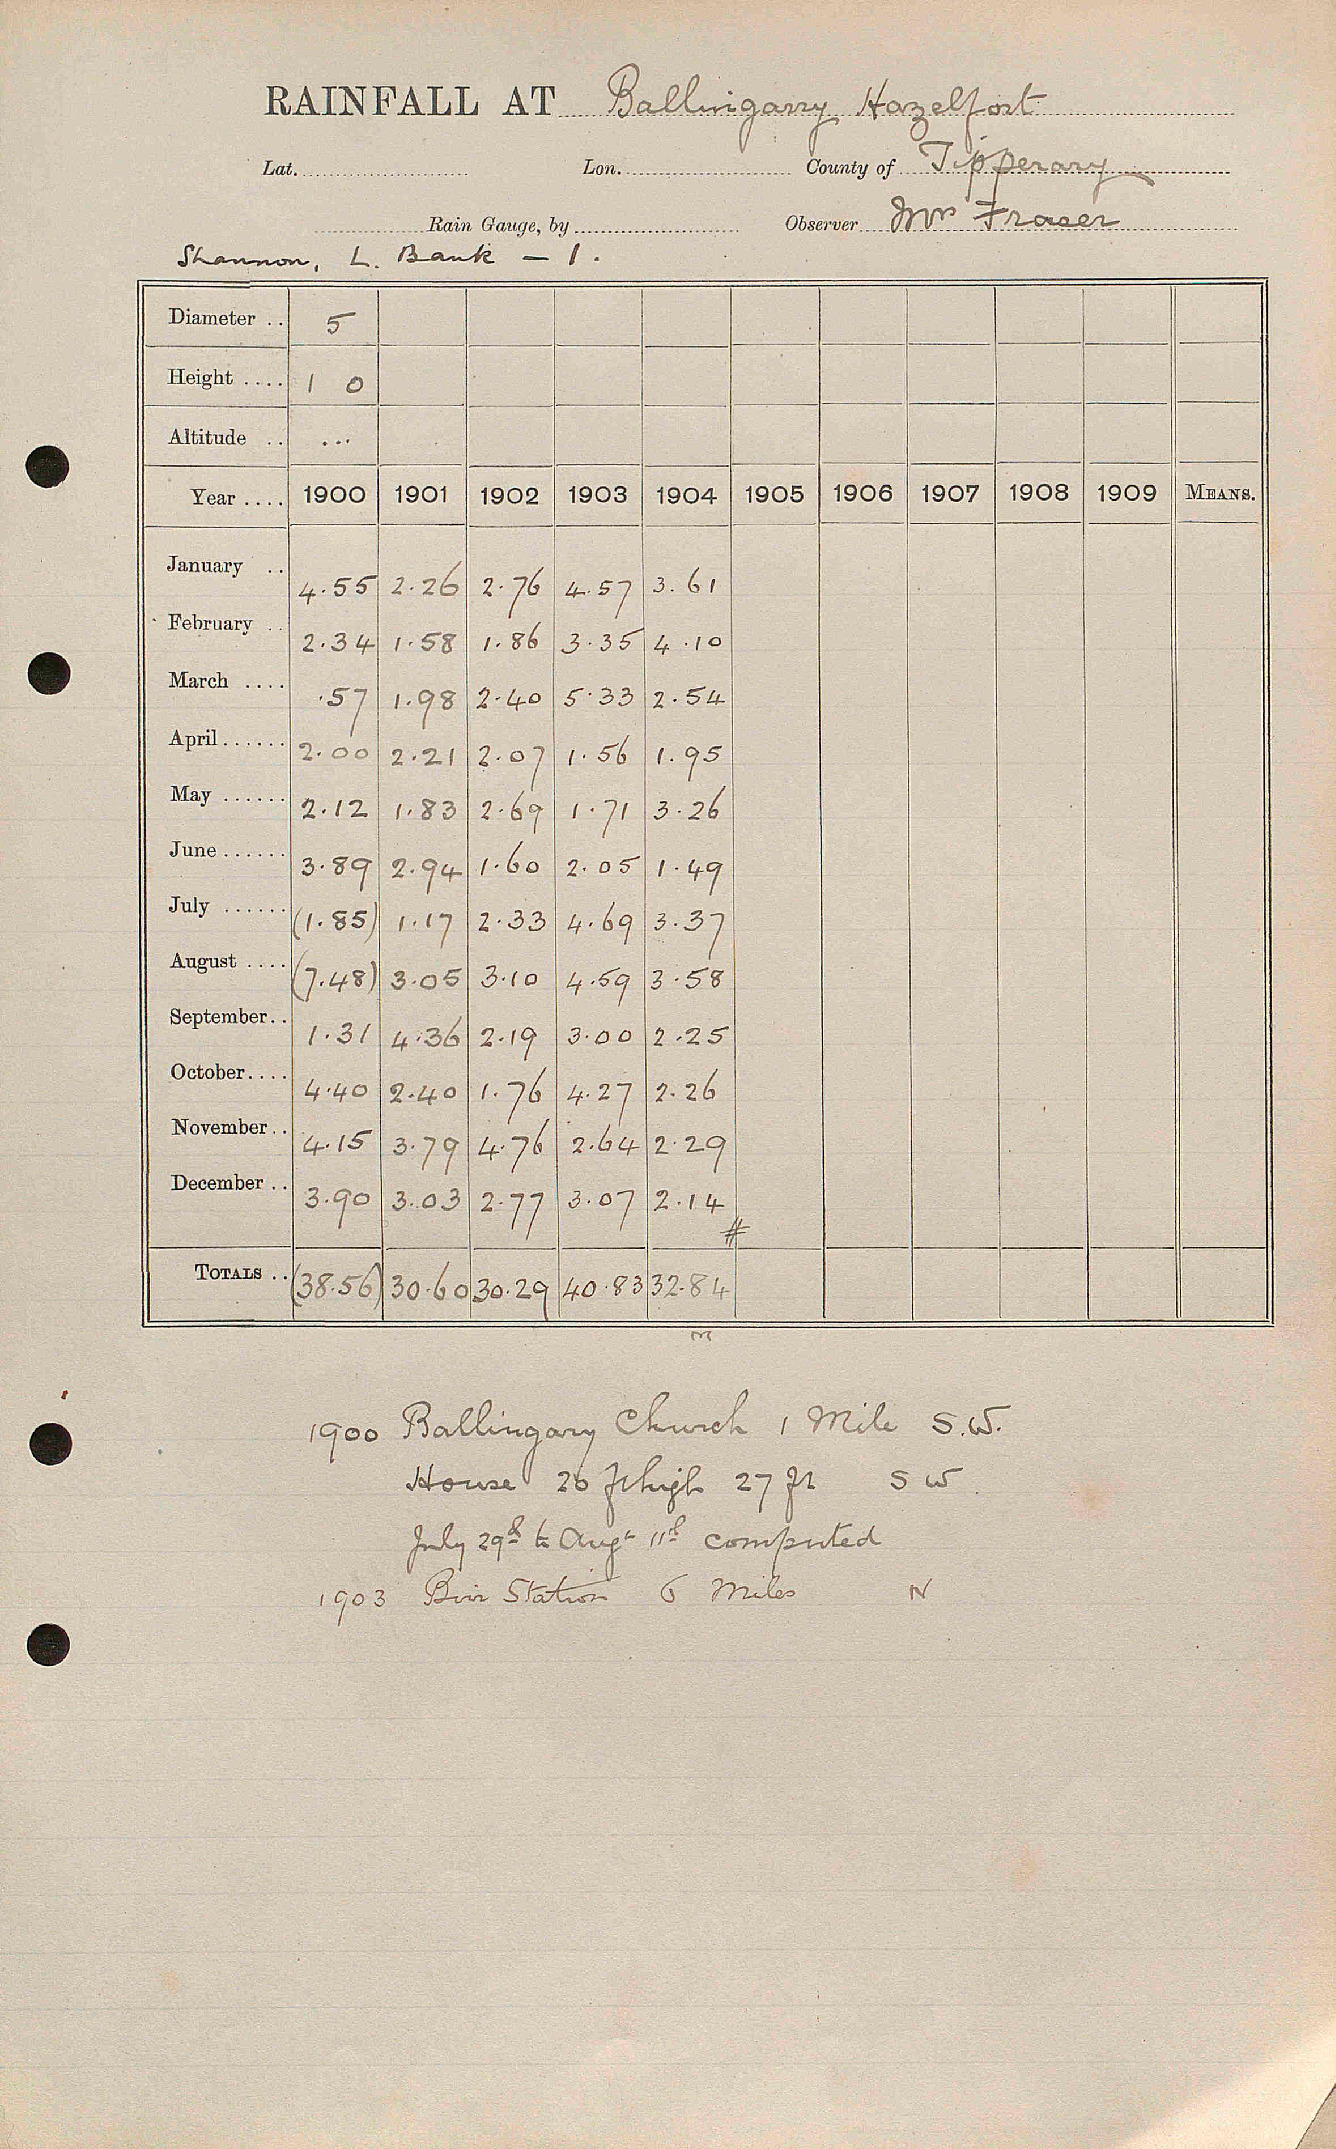 RAINFALL AT Ballingarry Hazelfort
Lat. Lon. County of Tipperary
Rain Gauge, by Observer Mrs Fraser
Shannon, L. Bank – 1.
Diameter .. 5
Height .... 1 0
Altitude .. ...
Year .... 1900 1901 1902 1903 1904 1905 1906 1907 1908 1909 MEANS.
January .. 4.55 2.26 2.76 4.57 3.61
February .. 2.34 1.58 1.86 3.35 4.10
March .... .57 1.98 2.40 5.33 2.54
April ...... 2.00 2.21 2.07 1.56 1.95
May ...... 2.12 1.83 2.69 1.71 3.26
June ...... 3.89 2.94 1.60 2.05 1.49
July ...... (1.85) 1.17 2.33 4.69 3.37
August .... (7.48) 3.05 3.10 4.59 3.58
September.. 1.31 4.36 2.19 3.00 2.25
October.... 4.40 2.40 1.76 4.27 2.26
November.. 4.15 3.79 4.76 2.64 2.29
December .. 3.90 3.03 2.77 3.07 2.14
#
TOTALS .. (38.56) 30.60 30.29 40.83 32.84
1900 Ballingary Church 1 Mile S.W.
House 20 ft high 27 ft S W
July 29th to Augt 11th computed
1903 Birr Station 6 Miles N